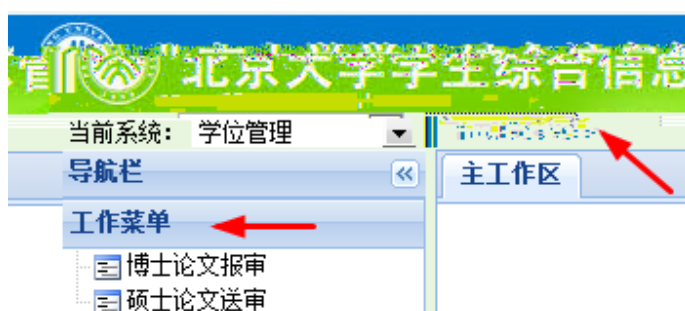 北京大学学生综合信息
当前系统： 学位管理
导航栏
主工作区
工作菜单
博士论文报审
硕士论文送审